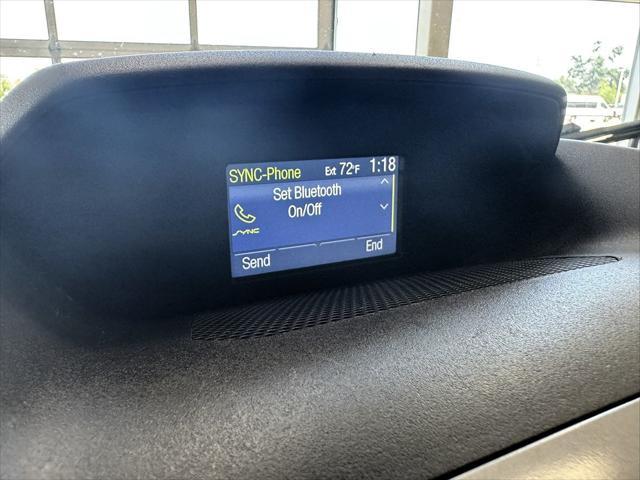 SYNC-Phone Ext 72°F 1:18
Set Bluetooth
On/Off
SYNC
Send End